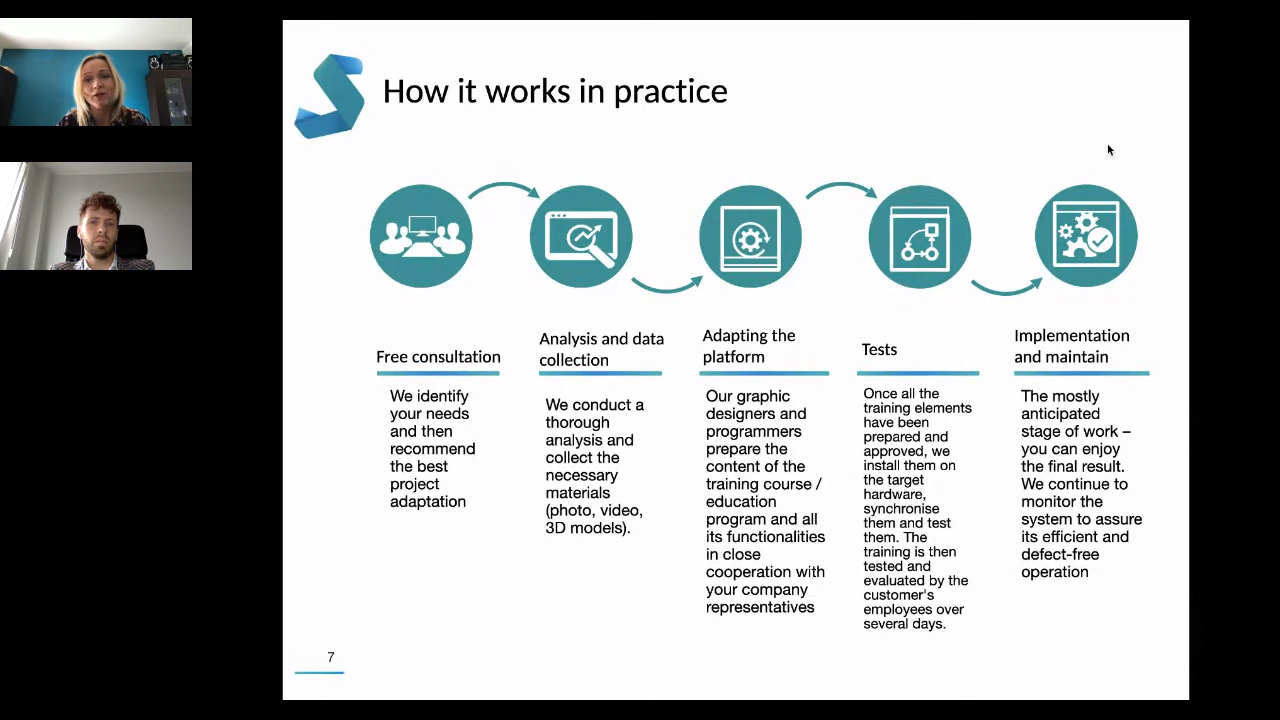 How it works in practice
Free consultation
We identify
your needs
and then
recommend
the best
project
adaptation
Analysis and data
collection
We conduct a
thorough
analysis and
collect the
necessary
materials
(photo, video,
3D models).
Adapting the
platform
Our graphic
designers and
programmers
prepare the
content of the
training course /
education
program and all
its functionalities
in close
cooperation with
your company
representatives
Tests
Once all the
training elements
have been
prepared and
approved, we
install them on
the target
hardware,
synchronise
them and test
them. The
training is then
tested and
evaluated by the
customer's
employees over
several days.
Implementation
and maintain
The mostly
anticipated
stage of work –
you can enjoy
the final result.
We continue to
monitor the
system to assure
its efficient and
defect-free
operation
7